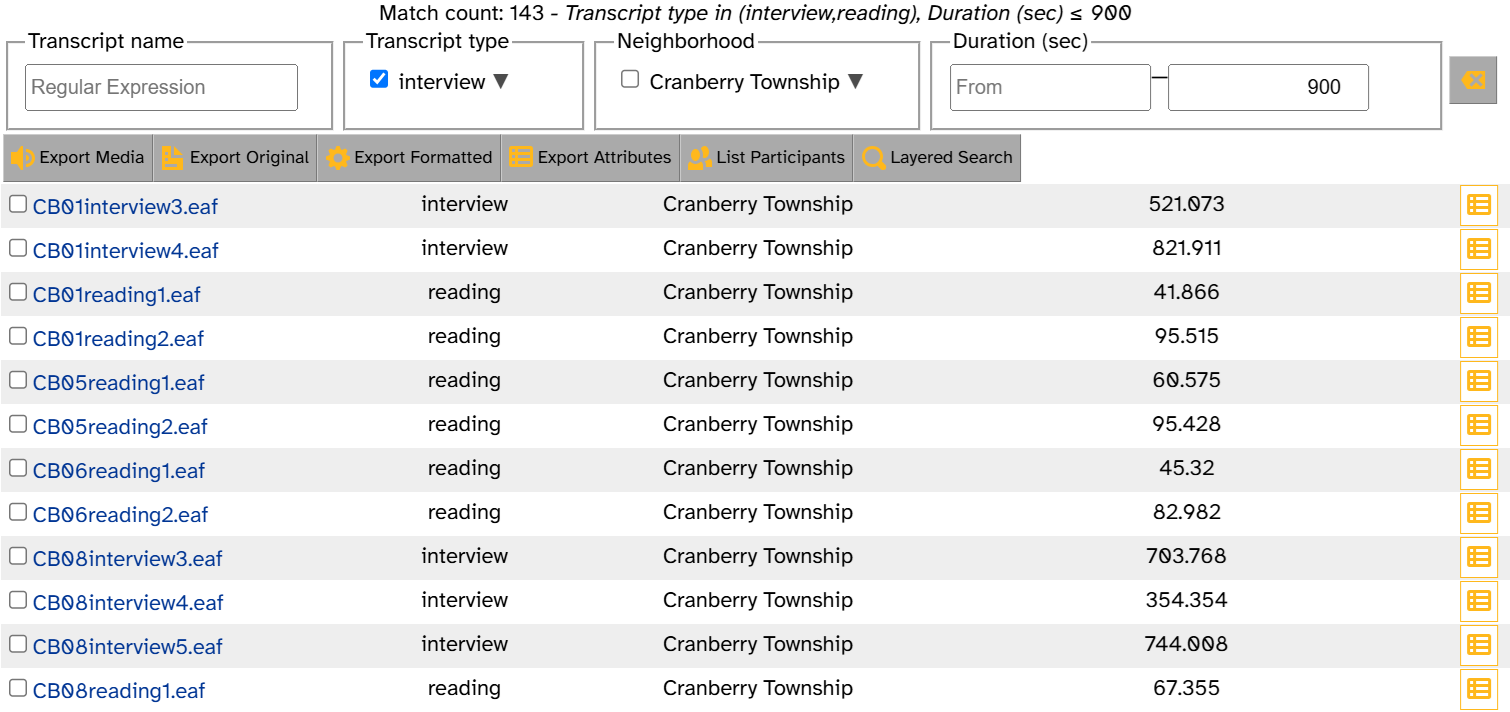 Match count: 143 - Transcript type in (interview,reading), Duration (sec) ≤ 900
Transcript name Transcript type Neighborhood Duration (sec)
Regular Expression interview ▼ Cranberry Township ▼ From — 900
Export Media Export Original Export Formatted Export Attributes List Participants Layered Search
CB01interview3.eaf interview Cranberry Township 521.073
CB01interview4.eaf interview Cranberry Township 821.911
CB01reading1.eaf reading Cranberry Township 41.866
CB01reading2.eaf reading Cranberry Township 95.515
CB05reading1.eaf reading Cranberry Township 60.575
CB05reading2.eaf reading Cranberry Township 95.428
CB06reading1.eaf reading Cranberry Township 45.32
CB06reading2.eaf reading Cranberry Township 82.982
CB08interview3.eaf interview Cranberry Township 703.768
CB08interview4.eaf interview Cranberry Township 354.354
CB08interview5.eaf interview Cranberry Township 744.008
CB08reading1.eaf reading Cranberry Township 67.355